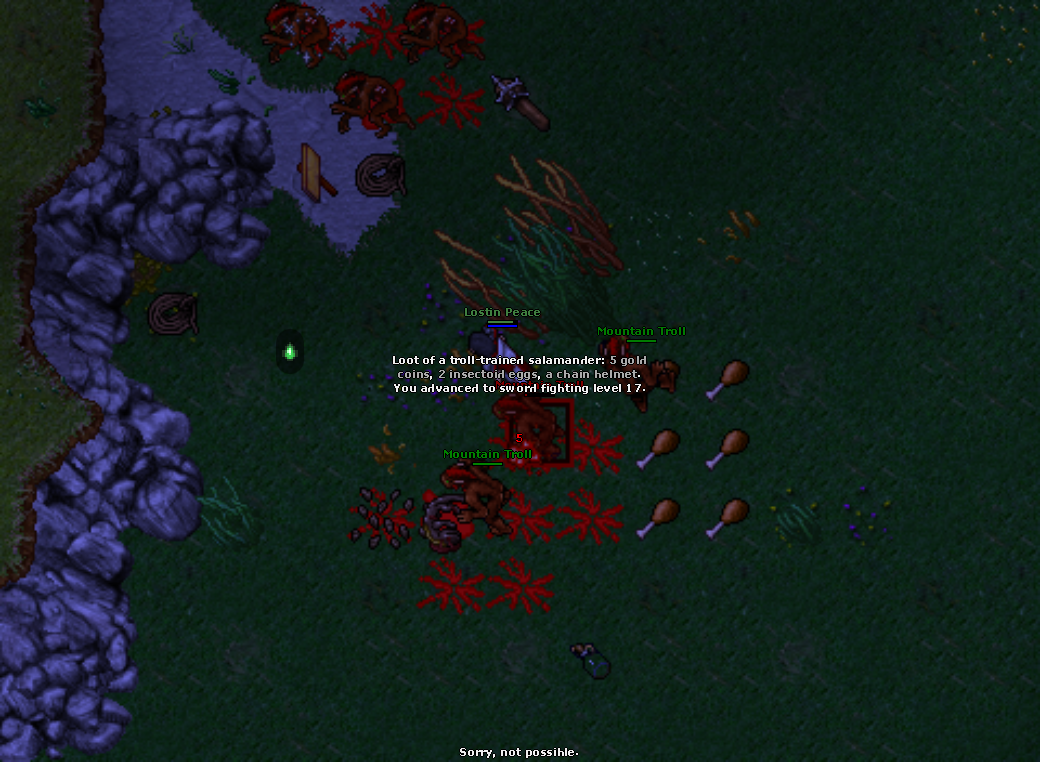 Lostin Peace
Mountain Troll
Loot of a troll-trained salamander: 5 gold
coins, 2 insectoid eggs, a chain helmet.
You advanced to sword fighting level 17.
5
Mountain Troll
Sorry, not possible.